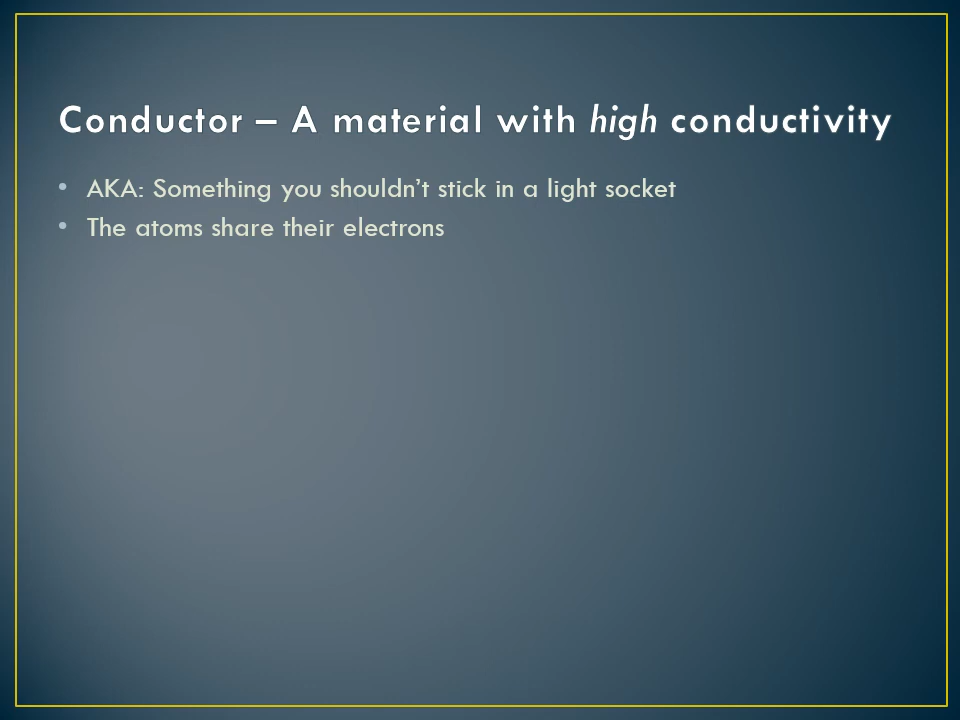 Conductor – A material with high conductivity
• AKA: Something you shouldn’t stick in a light socket
• The atoms share their electrons